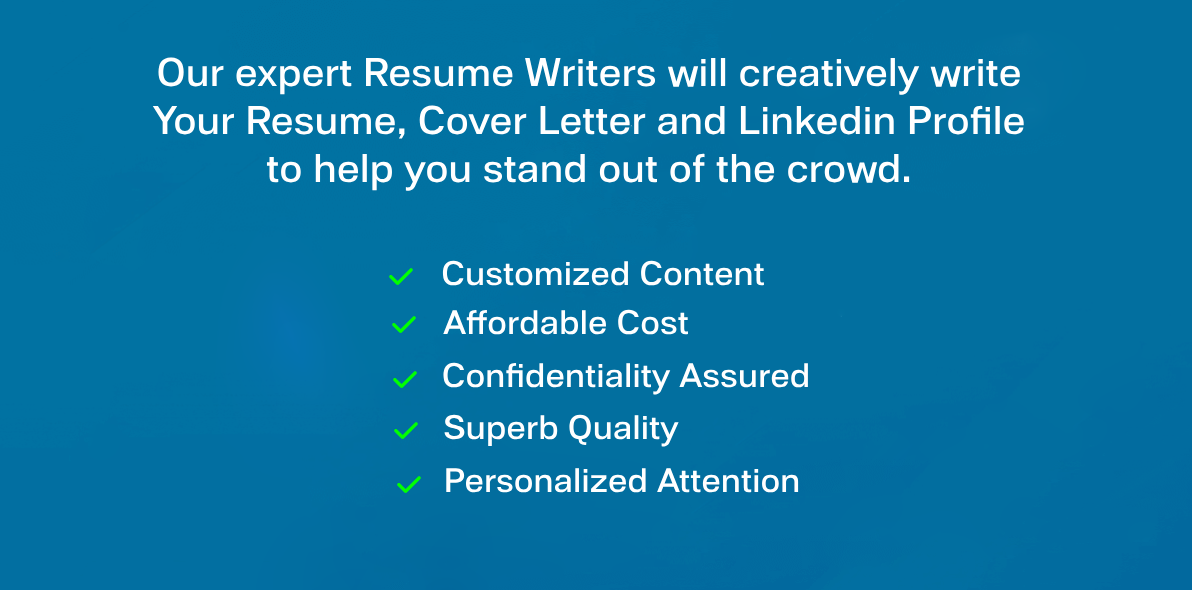 Our expert Resume Writers will creatively write
Your Resume, Cover Letter and Linkedin Profile
to help you stand out of the crowd.
Customized Content
Affordable Cost
Confidentiality Assured
Superb Quality
Personalized Attention